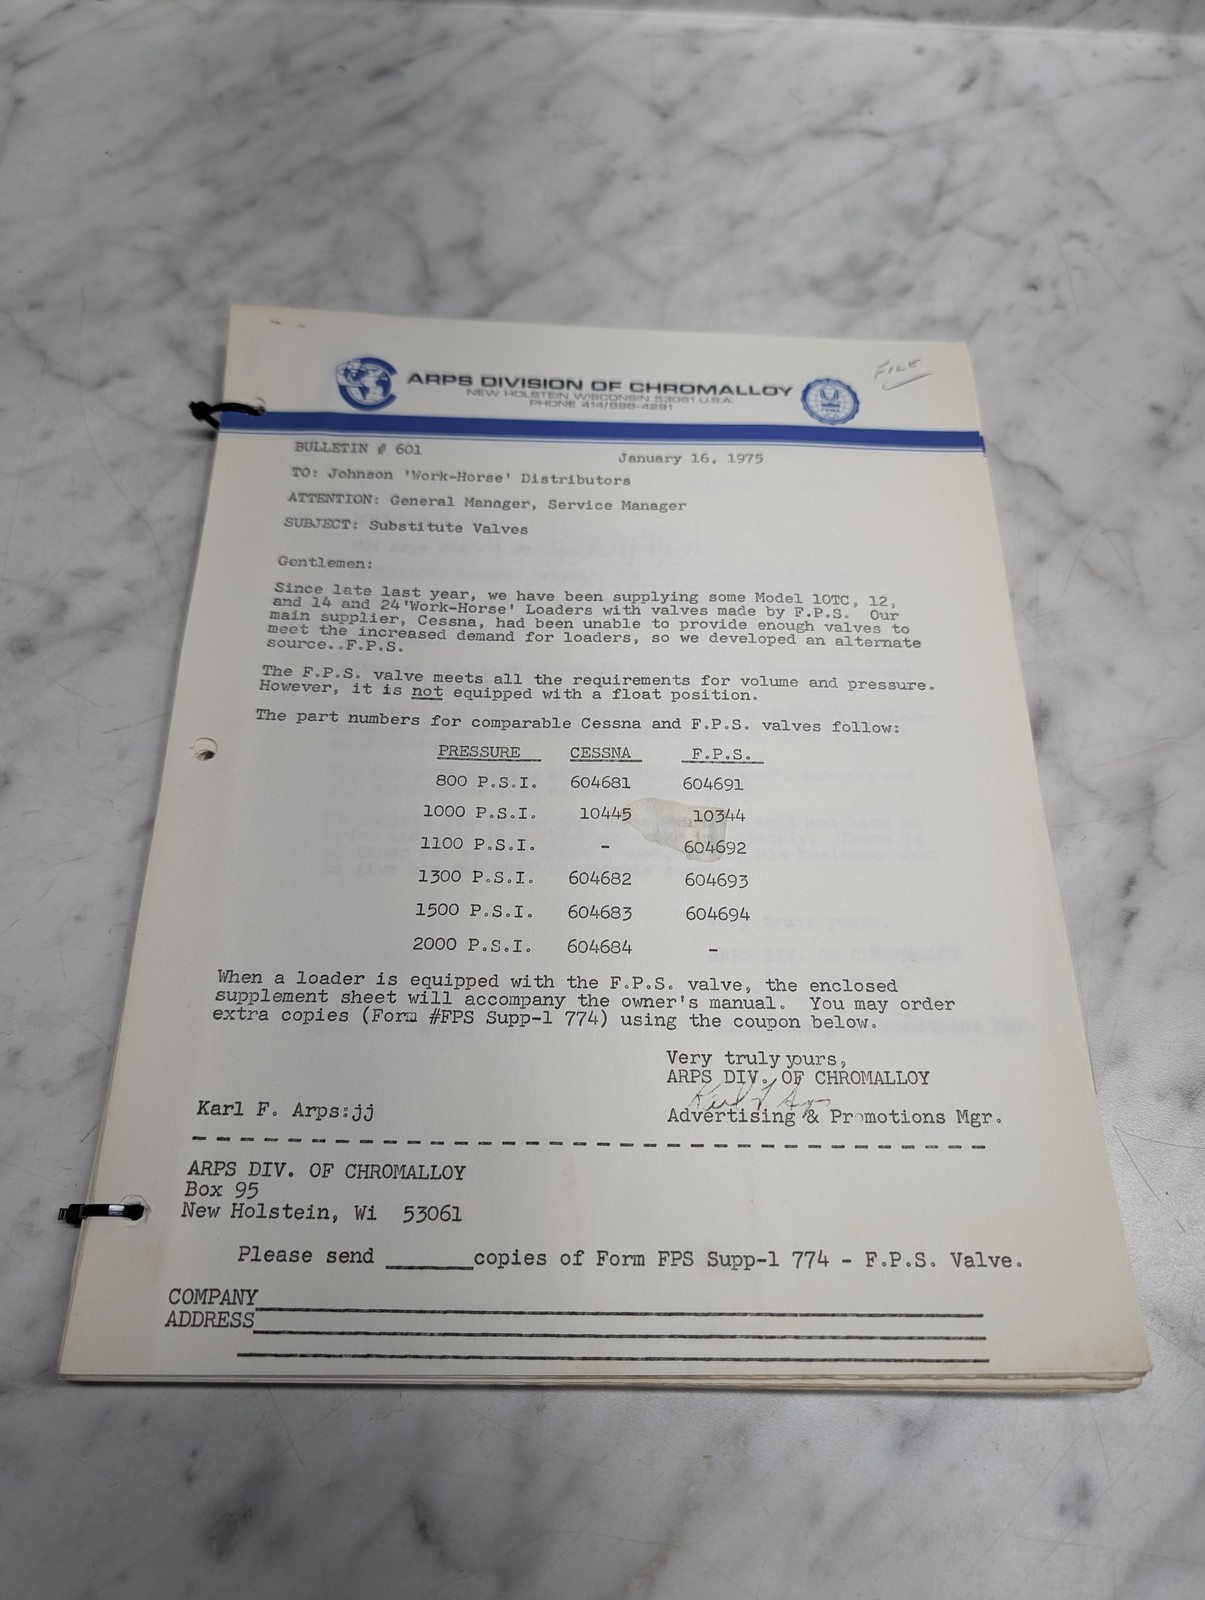 FILE
ARPS DIVISION OF CHROMALLOY
NEW HOLSTEIN, WISCONSIN 53061 U.S.A.
PHONE 414/898-4291
BULLETIN # 601
January 16, 1975
TO: Johnson 'Work-Horse' Distributors
ATTENTION: General Manager, Service Manager
SUBJECT: Substitute Valves
Gentlemen:
Since late last year, we have been supplying some Model 10TC, 12,
and 14 and 24'Work-Horse' Loaders with valves made by F.P.S. Our
main supplier, Cessna, had been unable to provide enough valves to
meet the increased demand for loaders, so we developed an alternate
source..F.P.S.
The F.P.S. valve meets all the requirements for volume and pressure.
However, it is not equipped with a float position.
The part numbers for comparable Cessna and F.P.S. valves follow:
PRESSURE CESSNA F.P.S.
800 P.S.I. 604681 604691
1000 P.S.I. 10445 10344
1100 P.S.I. - 604692
1300 P.S.I. 604682 604693
1500 P.S.I. 604683 604694
2000 P.S.I. 604684 -
When a loader is equipped with the F.P.S. valve, the enclosed
supplement sheet will accompany the owner's manual. You may order
extra copies (Form #FPS Supp-1 774) using the coupon below.
Very truly yours,
ARPS DIV. OF CHROMALLOY
Karl F. Arps:jj
Advertising & Promotions Mgr.
ARPS DIV. OF CHROMALLOY
Box 95
New Holstein, Wi 53061
Please send _______copies of Form FPS Supp-1 774 - F.P.S. Valve.
COMPANY
ADDRESS